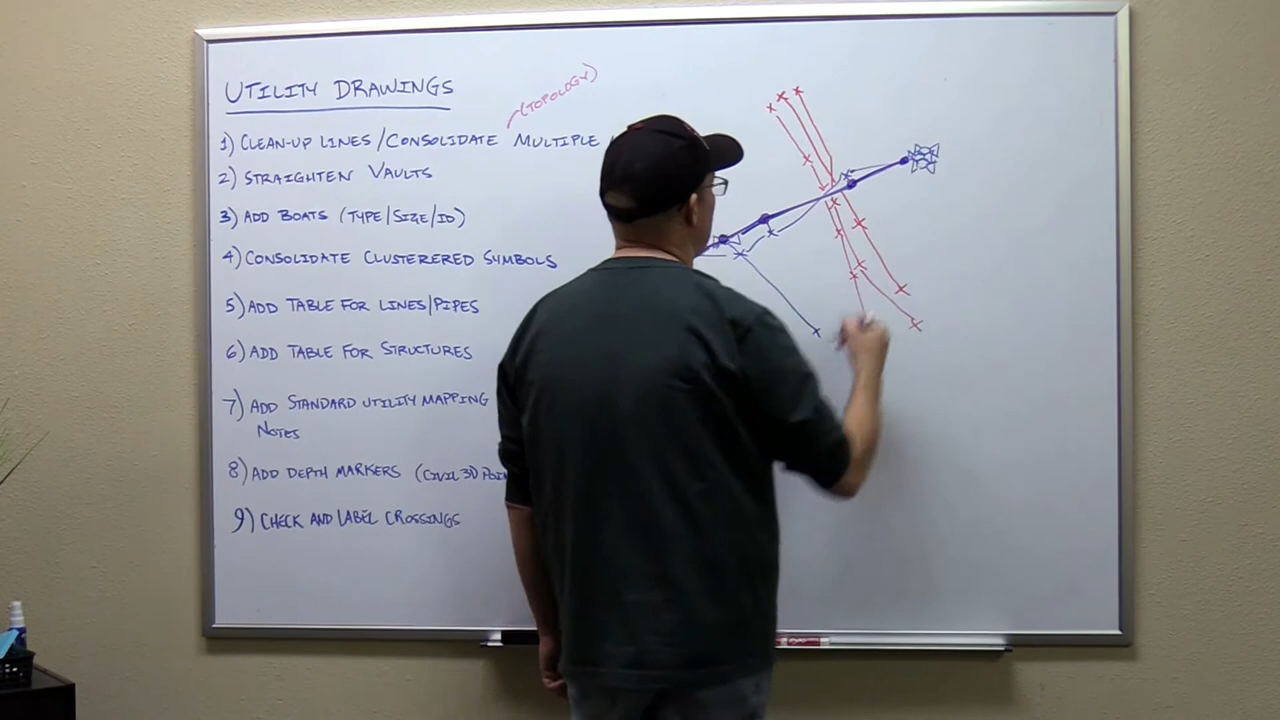 UTILITY DRAWINGS
(TOPOLOGY)
1) CLEAN-UP LINES/CONSOLIDATE MULTIPLE
2) STRAIGHTEN VAULTS
3) ADD BOATS (TYPE/SIZE/ID)
4) CONSOLIDATE CLUSTERERED SYMBOLS
5) ADD TABLE FOR LINES/PIPES
6) ADD TABLE FOR STRUCTURES
7) ADD STANDARD UTILITY MAPPING
NOTES
8) ADD DEPTH MARKERS (CIVIL 3D
9) CHECK AND LABEL CROSSINGS